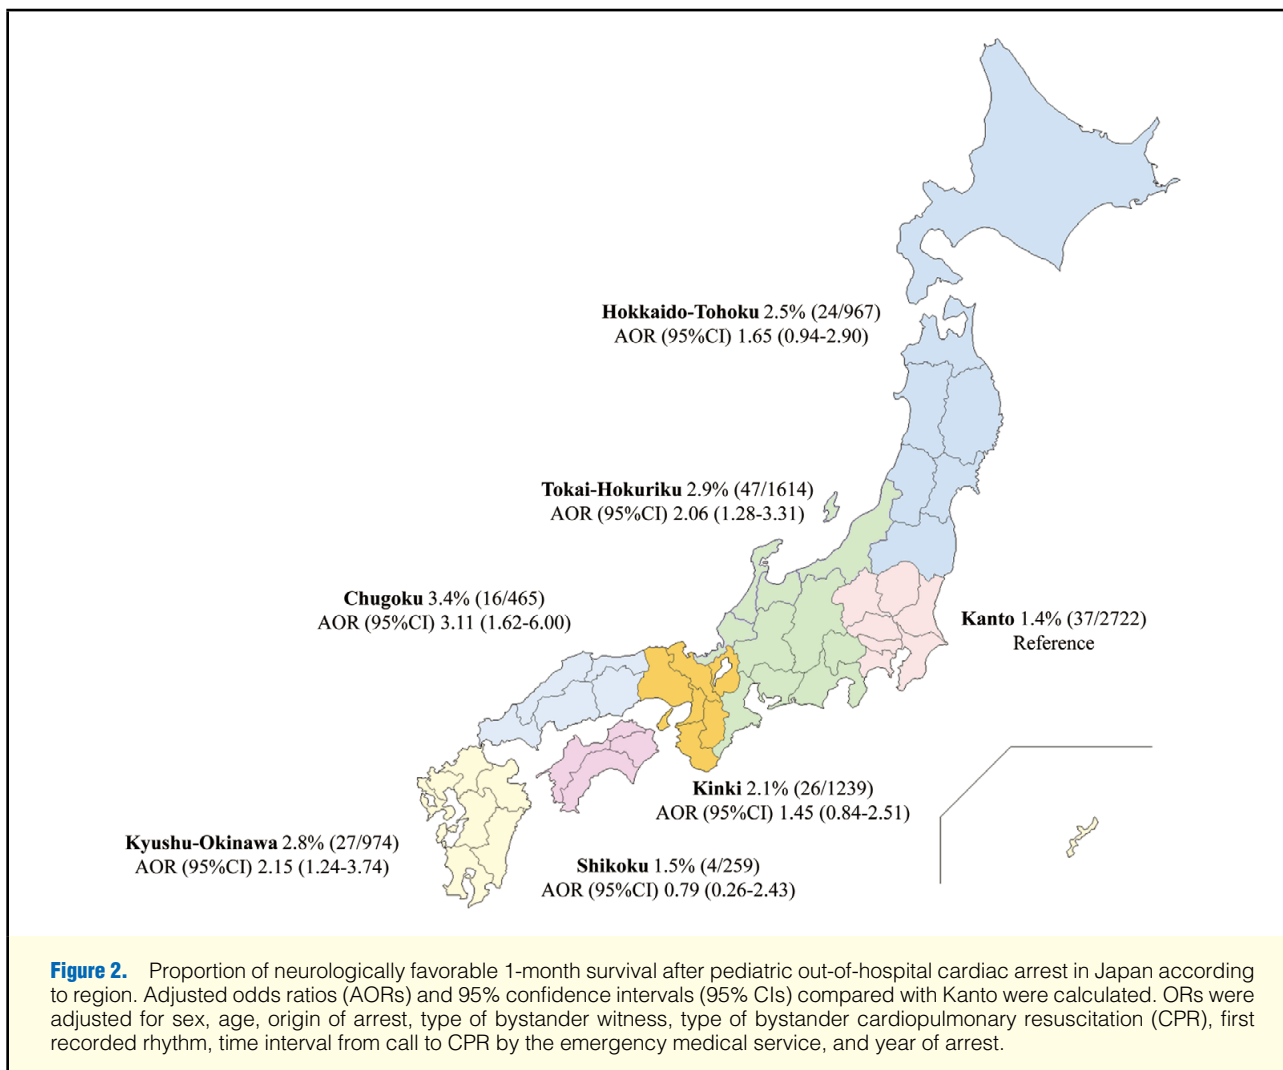 Hokkaido-Tohoku 2.5% (24/967)
AOR (95%CI) 1.65 (0.94-2.90)
Tokai-Hokuriku 2.9% (47/1614)
AOR (95%CI) 2.06 (1.28-3.31)
Chugoku 3.4% (16/465)
AOR (95%CI) 3.11 (1.62-6.00)
Kanto 1.4% (37/2722)
Reference
Kinki 2.1% (26/1239)
AOR (95%CI) 1.45 (0.84-2.51)
Kyushu-Okinawa 2.8% (27/974)
AOR (95%CI) 2.15 (1.24-3.74)
Shikoku 1.5% (4/259)
AOR (95%CI) 0.79 (0.26-2.43)
Figure 2. Proportion of neurologically favorable 1-month survival after pediatric out-of-hospital cardiac arrest in Japan according
to region. Adjusted odds ratios (AORs) and 95% confidence intervals (95% CIs) compared with Kanto were calculated. ORs were
adjusted for sex, age, origin of arrest, type of bystander witness, type of bystander cardiopulmonary resuscitation (CPR), first
recorded rhythm, time interval from call to CPR by the emergency medical service, and year of arrest.